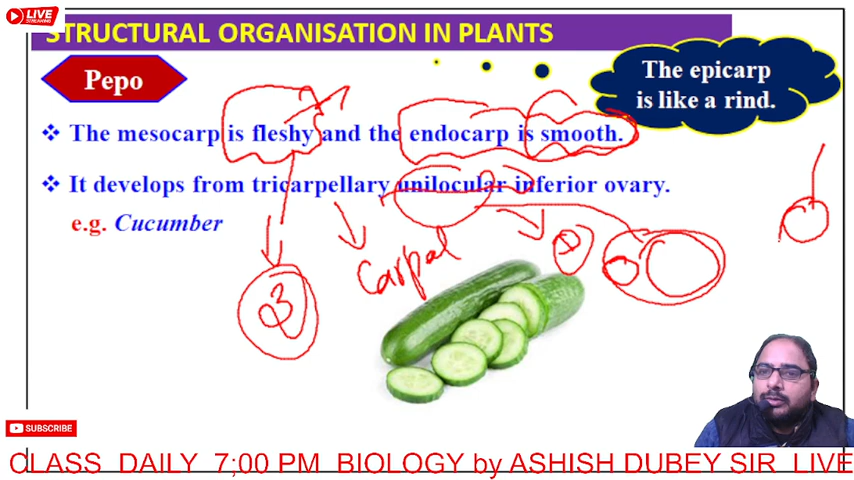 LIVE
STREAMING
STRUCTURAL ORGANISATION IN PLANTS
Pepo
The epicarp
is like a rind.
❖ The mesocarp is fleshy and the endocarp is smooth.
❖ It develops from tricarpellary unilocular inferior ovary.
e.g. Cucumber
Carpel
3
SUBSCRIBE
CLASS DAILY 7;00 PM BIOLOGY by ASHISH DUBEY SIR LIVE